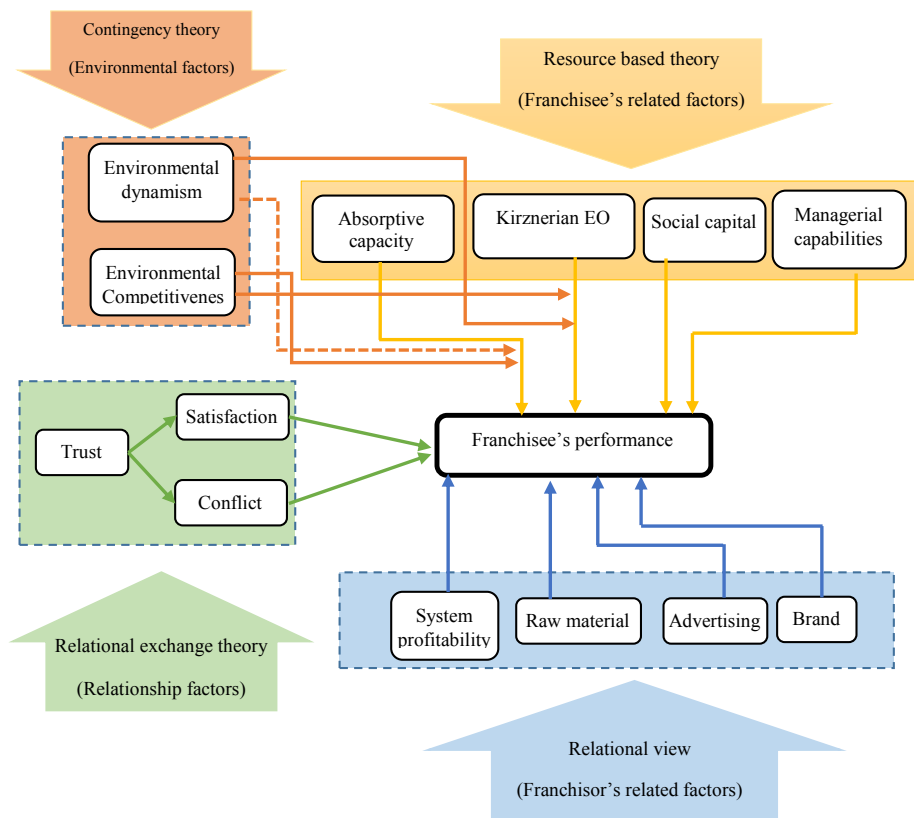 Contingency theory
(Environmental factors)
Resource based theory
(Franchisee's related factors)
Environmental
dynamism
Environmental
Competitivenes
Absorptive
capacity
Kirznerian EO
Social capital
Managerial
capabilities
Trust
Satisfaction
Conflict
Franchisee's performance
System
profitability
Raw material
Advertising
Brand
Relational exchange theory
(Relationship factors)
Relational view
(Franchisor's related factors)